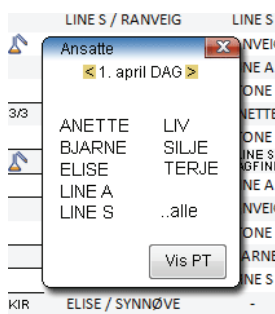 LINE S / RANVEIG LINE S
Ansatte
< 1. april DAG >
3/3
ANETTE LIV
BJARNE SILJE
ELISE TERJE
LINE A
LINE S ..alle
Vis PT
KIR ELISE / SYNNØVE -